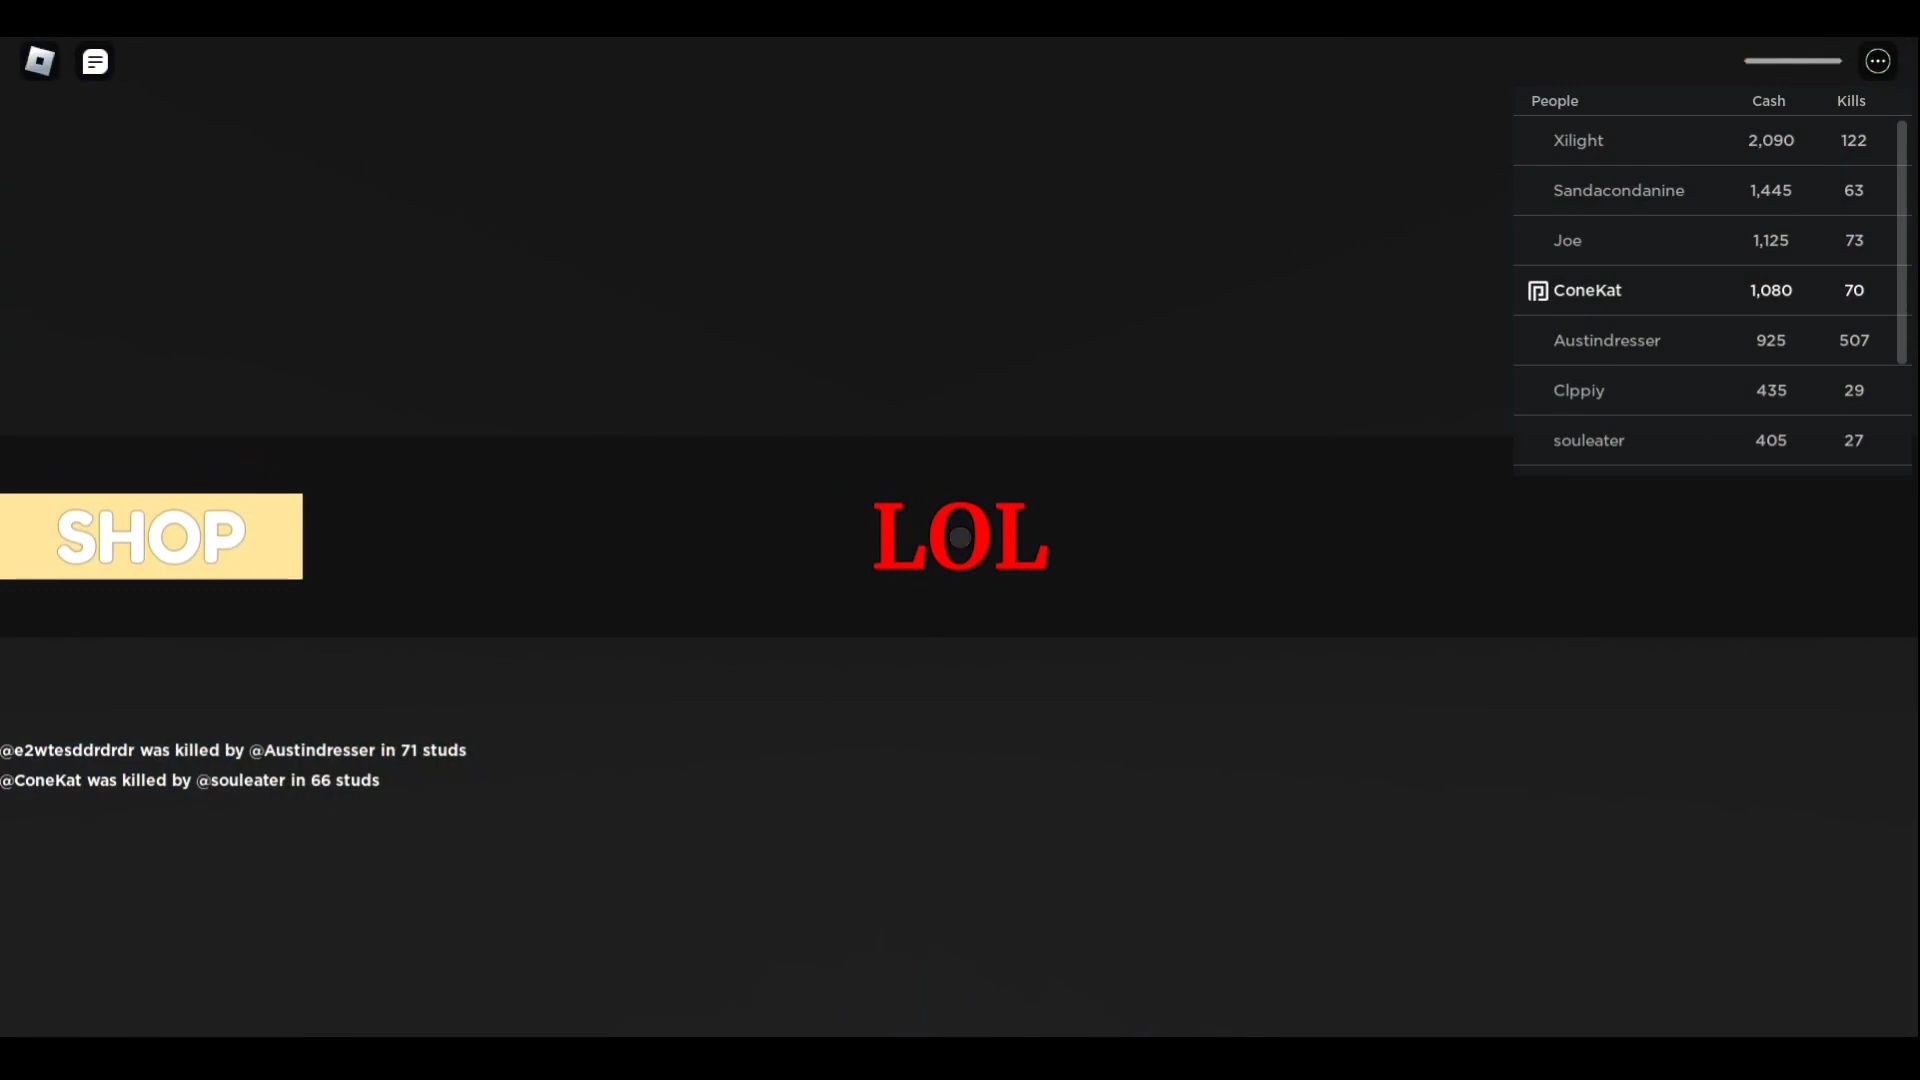 People Cash Kills
Xilight 2,090 122
Sandacondanine 1,445 63
Joe 1,125 73
ConeKat 1,080 70
Austindresser 925 507
Clppiy 435 29
souleater 405 27
SHOP
LOL
@e2wtesddrdrdr was killed by @Austindresser in 71 studs
@ConeKat was killed by @souleater in 66 studs